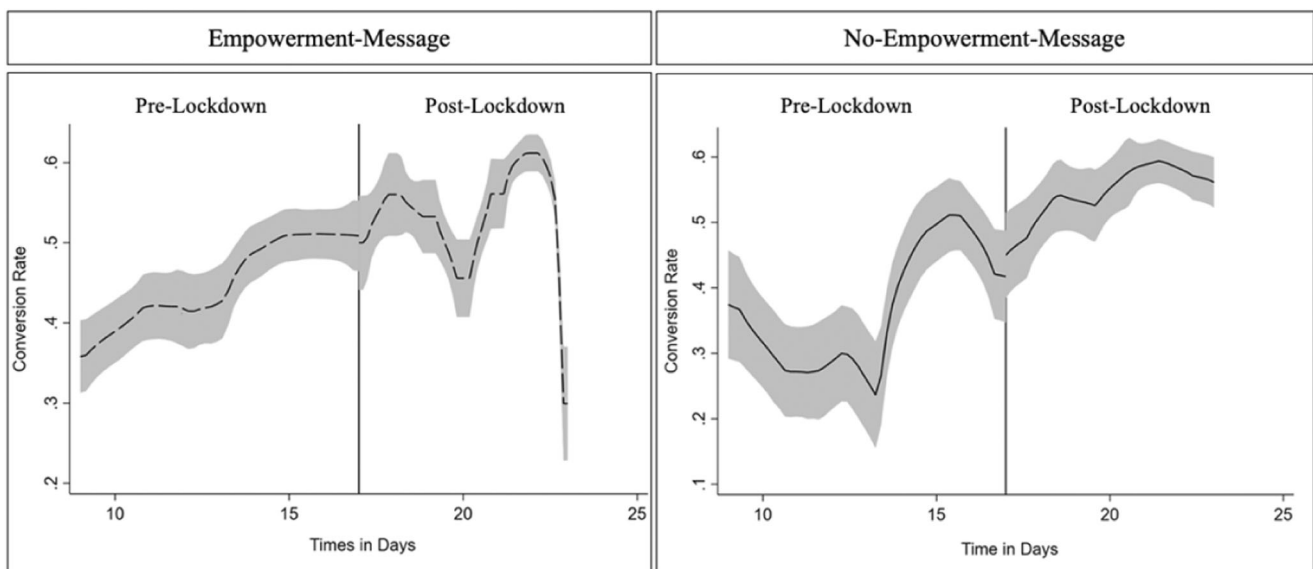 Empowerment-Message
Pre-Lockdown
Post-Lockdown
Conversion Rate
.6
.5
.4
.3
.2
10
15
20
25
Times in Days
No-Empowerment-Message
Pre-Lockdown
Post-Lockdown
Conversion Rate
.6
.5
.4
.3
.2
.1
10
15
20
25
Time in Days